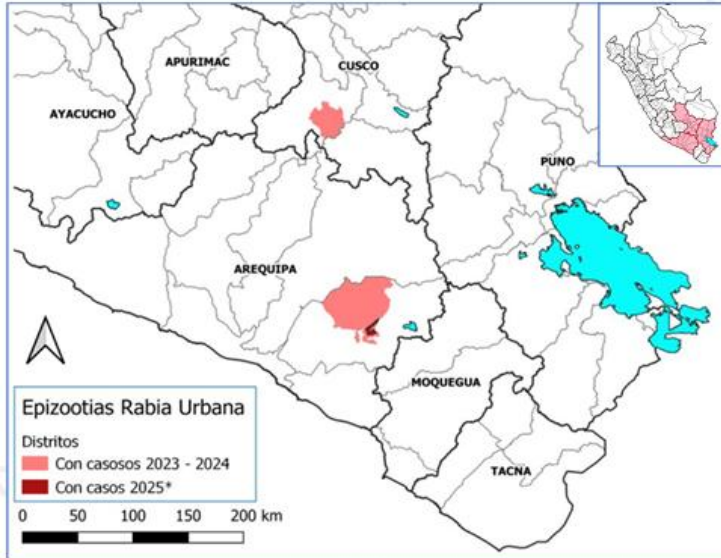 APURIMAC
CUSCO
AYACUCHO
PUNO
AREQUIPA
MOQUEGUA
TACNA
Epizootias Rabia Urbana
Distritos
Con casosos 2023 - 2024
Con casos 2025*
0 50 100 150 200 km